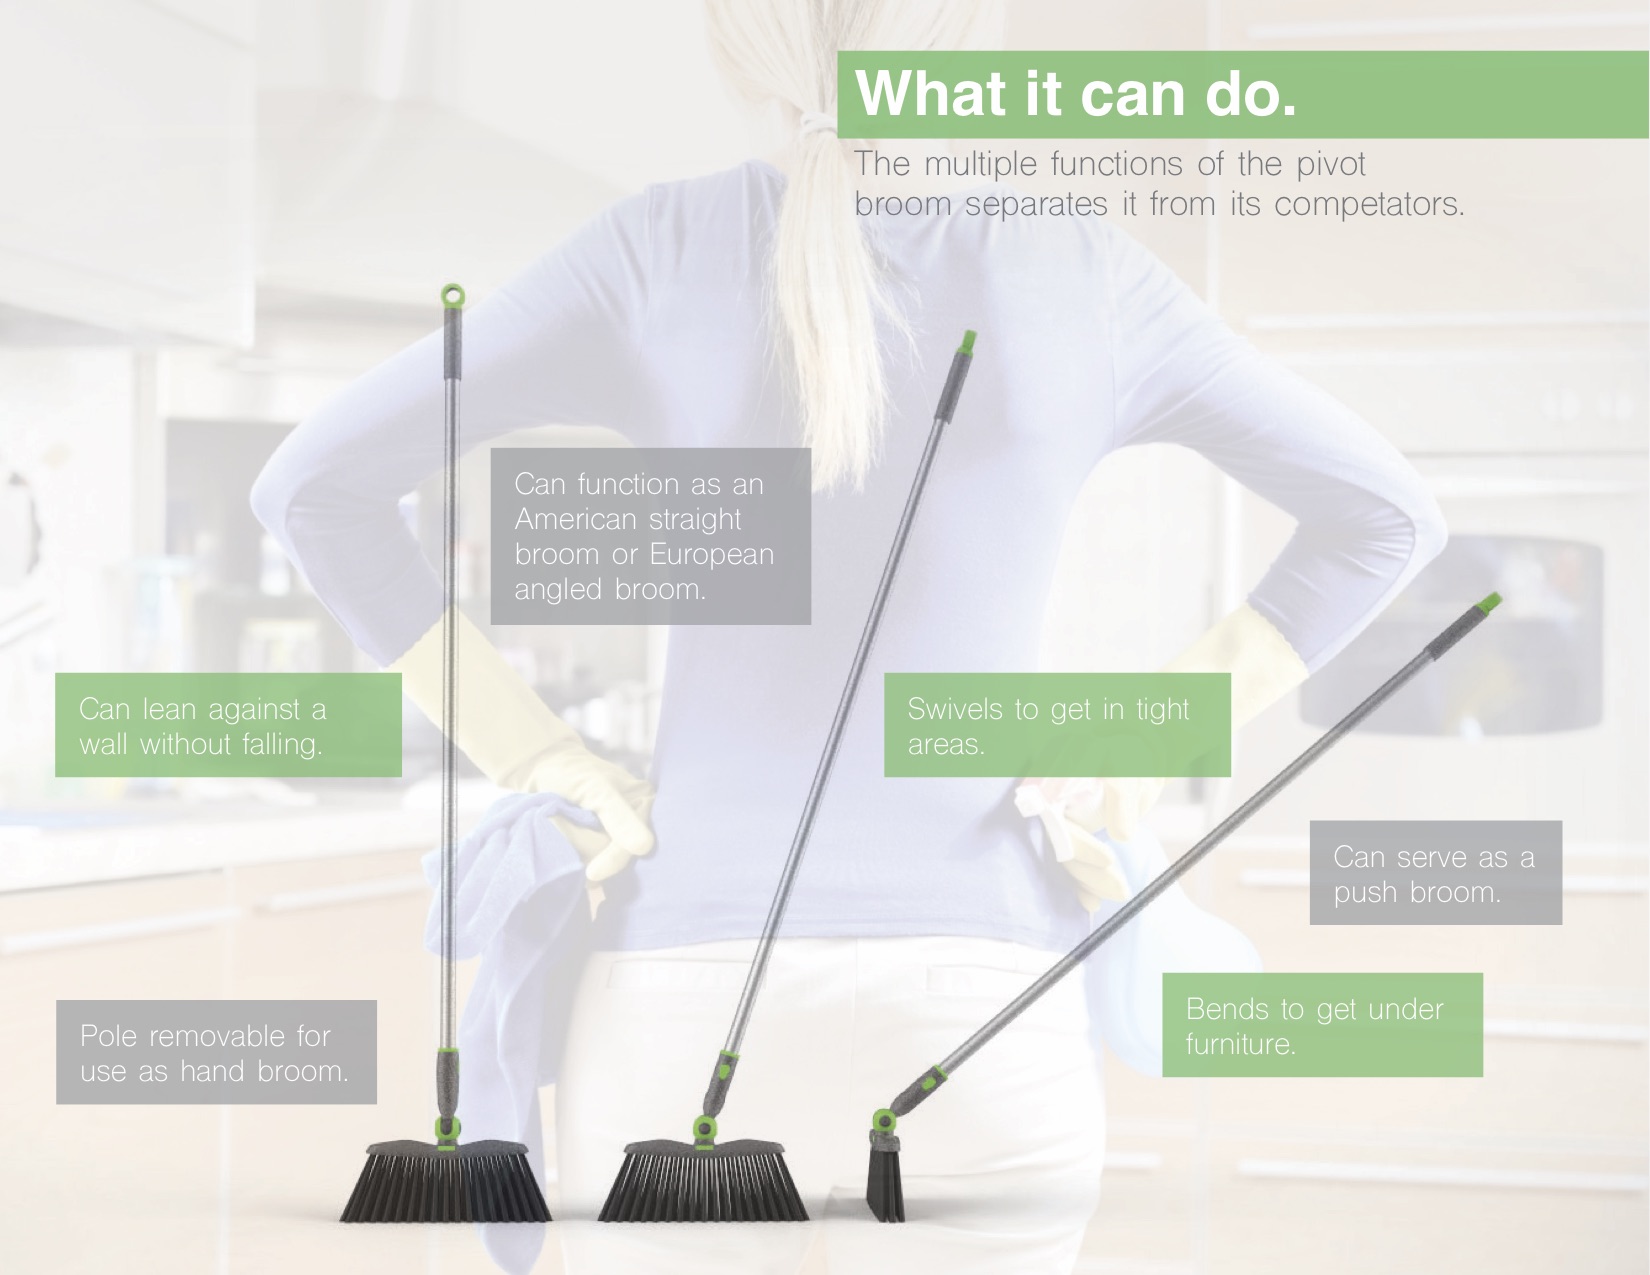 What it can do.
The multiple functions of the pivot
broom separates it from its competators.
Can function as an
American straight
broom or European
angled broom.
Can lean against a
wall without falling.
Swivels to get in tight
areas.
Can serve as a
push broom.
Bends to get under
furniture.
Pole removable for
use as hand broom.